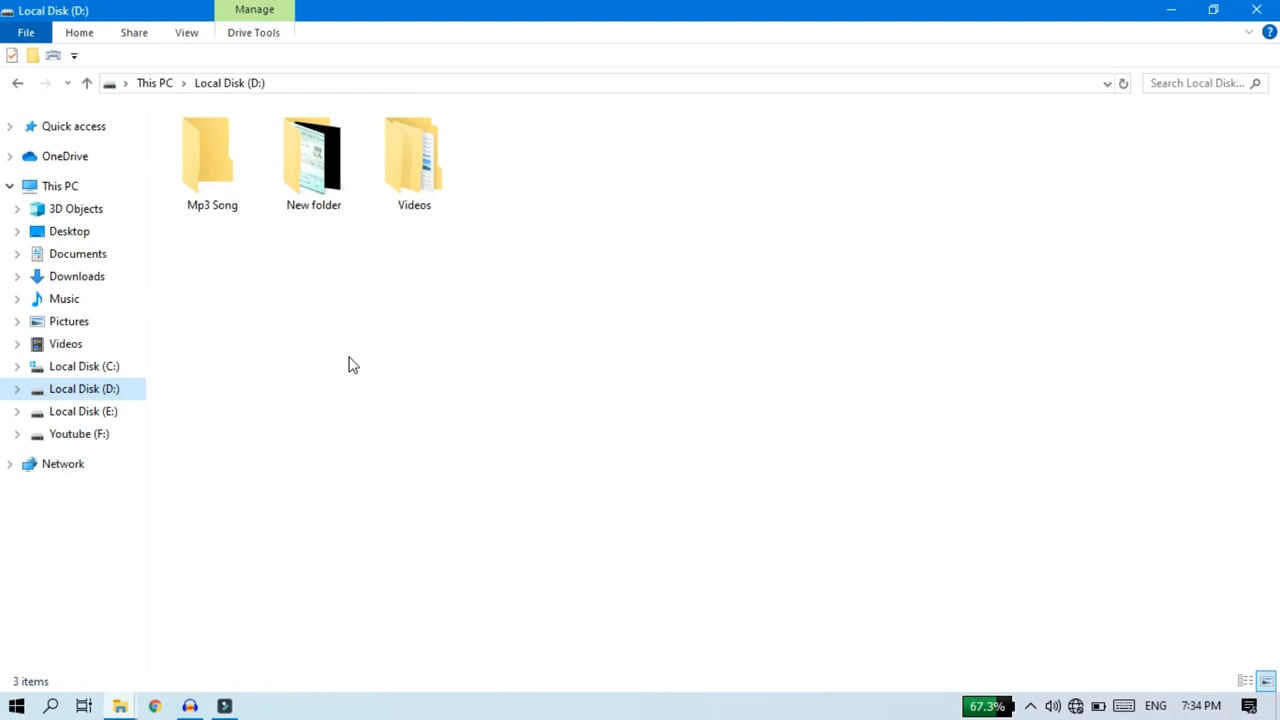 Local Disk (D:)
Manage
File
Home
Share
View
Drive Tools
This PC
Local Disk (D:)
Search Local Disk...
Quick access
OneDrive
This PC
3D Objects
Desktop
Documents
Downloads
Music
Pictures
Videos
Local Disk (C:)
Local Disk (D:)
Local Disk (E:)
Youtube (F:)
Network
Mp3 Song
New folder
Videos
3 items
67.3%
ENG
7:34 PM